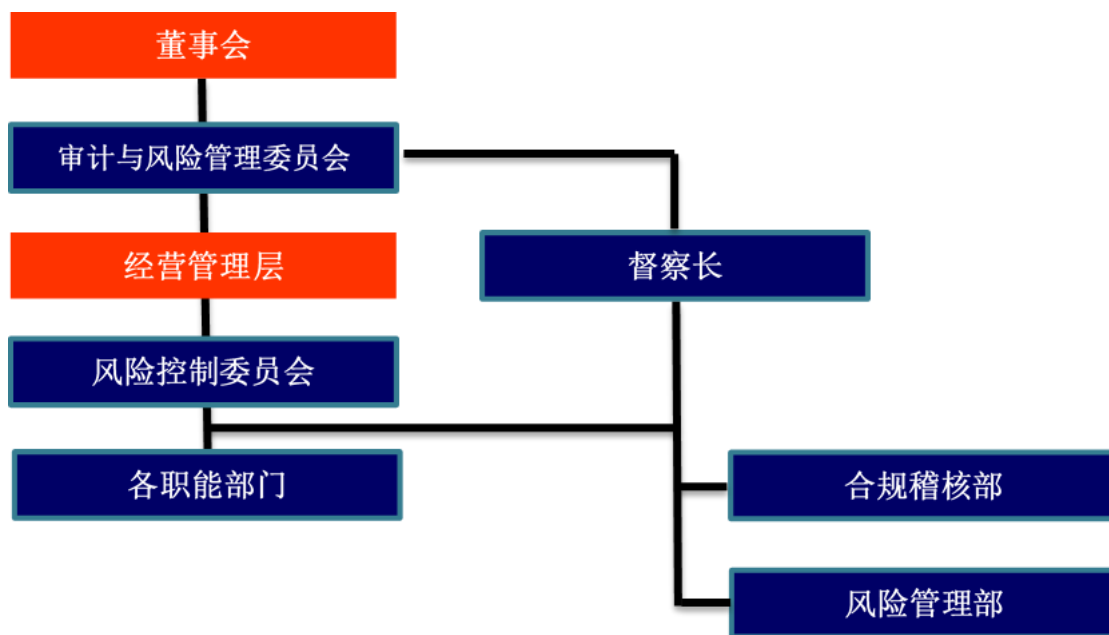 董事会
审计与风险管理委员会
经营管理层
督察长
风险控制委员会
各职能部门
合规稽核部
风险管理部